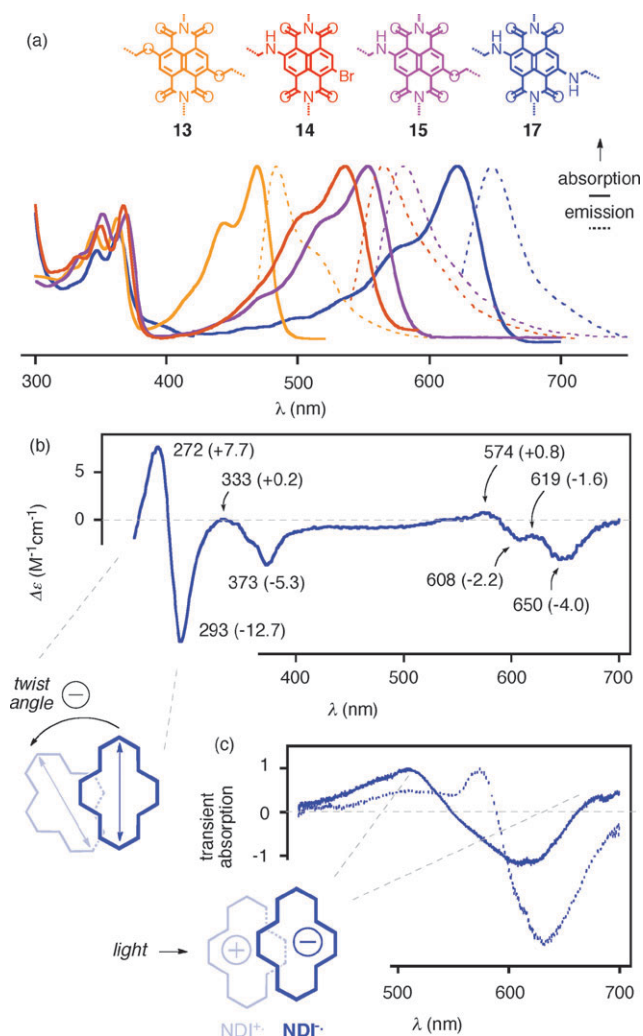 (a)
O N O O N O O N O O N O
O H N H N H N
O Br O N H
O N O O N O O N O O N O
13 14 15 17
absorption
emission
300 400 500 600 700
λ (nm)
(b)
272 (+7.7)
333 (+0.2)
574 (+0.8)
619 (-1.6)
5
0
Δε (M⁻¹cm⁻¹)
373 (-5.3)
608 (-2.2)
650 (-4.0)
293 (-12.7)
400 500 600 700
λ (nm)
twist
angle
−
(c)
transient
absorption
1
0
-1
light
+ −
NDI⁺· NDI⁻·
500 600 700
λ (nm)